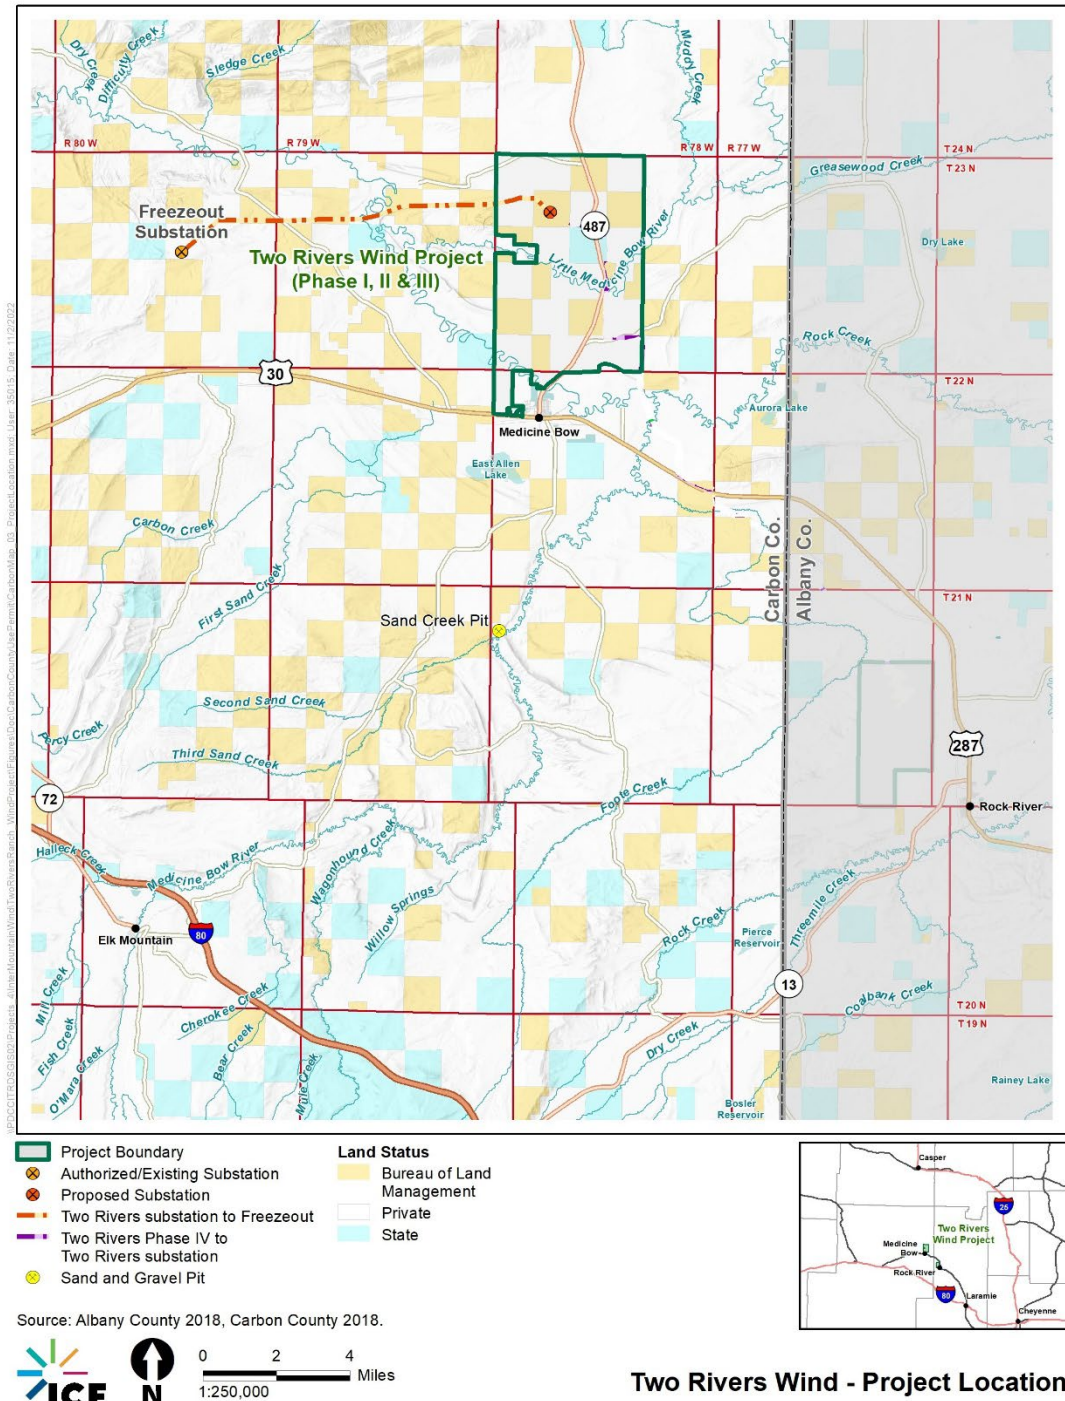 Dry Creek
Difficulty Creek
Sledge Creek
Muddy Creek
R 80 W
R 79 W
R 78 W
R 77 W
T 24 N
T 23 N
Greasewood Creek
Freezeout
Substation
487
Dry Lake
Two Rivers Wind Project
(Phase I, II & III)
Little Medicine Bow River
Rock Creek
30
T 22 N
Aurora Lake
Medicine Bow
East Allen
Lake
Carbon Creek
Carbon Co.
Albany Co.
First Sand Creek
T 21 N
Sand Creek Pit
Second Sand Creek
Percy Creek
Third Sand Creek
287
72
Foote Creek
Rock River
Halleck Creek
Medicine Bow River
Wagonhound Creek
Willow Springs
Rock Creek
Threemile Creek
Elk Mountain
80
Pierce
Reservoir
13
Mill Creek
Fish Creek
O'Mara Creek
Cherokee Creek
Bear Creek
Mule Creek
Dry Creek
Coalbank Creek
T 20 N
T 19 N
Rainey Lake
Bosler
Reservoir
Project Boundary
Authorized/Existing Substation
Proposed Substation
Two Rivers substation to Freezeout
Two Rivers Phase IV to
Two Rivers substation
Sand and Gravel Pit
Land Status
Bureau of Land
Management
Private
State
Casper
25
Two Rivers
Wind Project
Medicine
Bow
Rock River
80
Laramie
Cheyenne
Source: Albany County 2018, Carbon County 2018.
ICF
N
0 2 4
Miles
1:250,000
Two Rivers Wind - Project Location